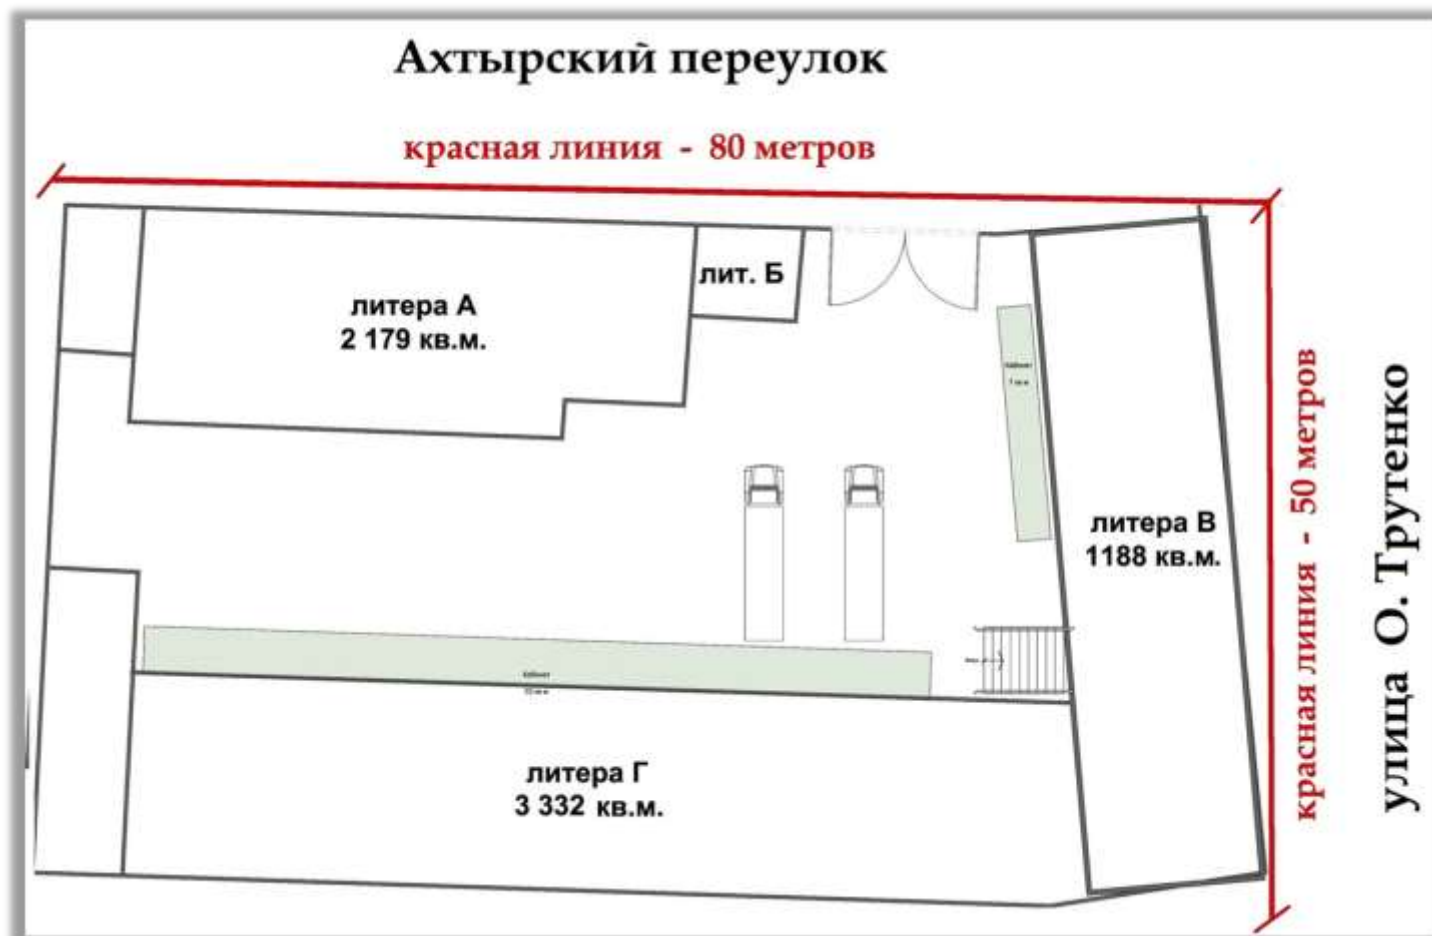 Ахтырский переулок
красная линия - 80 метров
литера А
2 179 кв.м.
лит. Б
литера В
1188 кв.м.
красная линия - 50 метров
улица О. Трутенко
литера Г
3 332 кв.м.